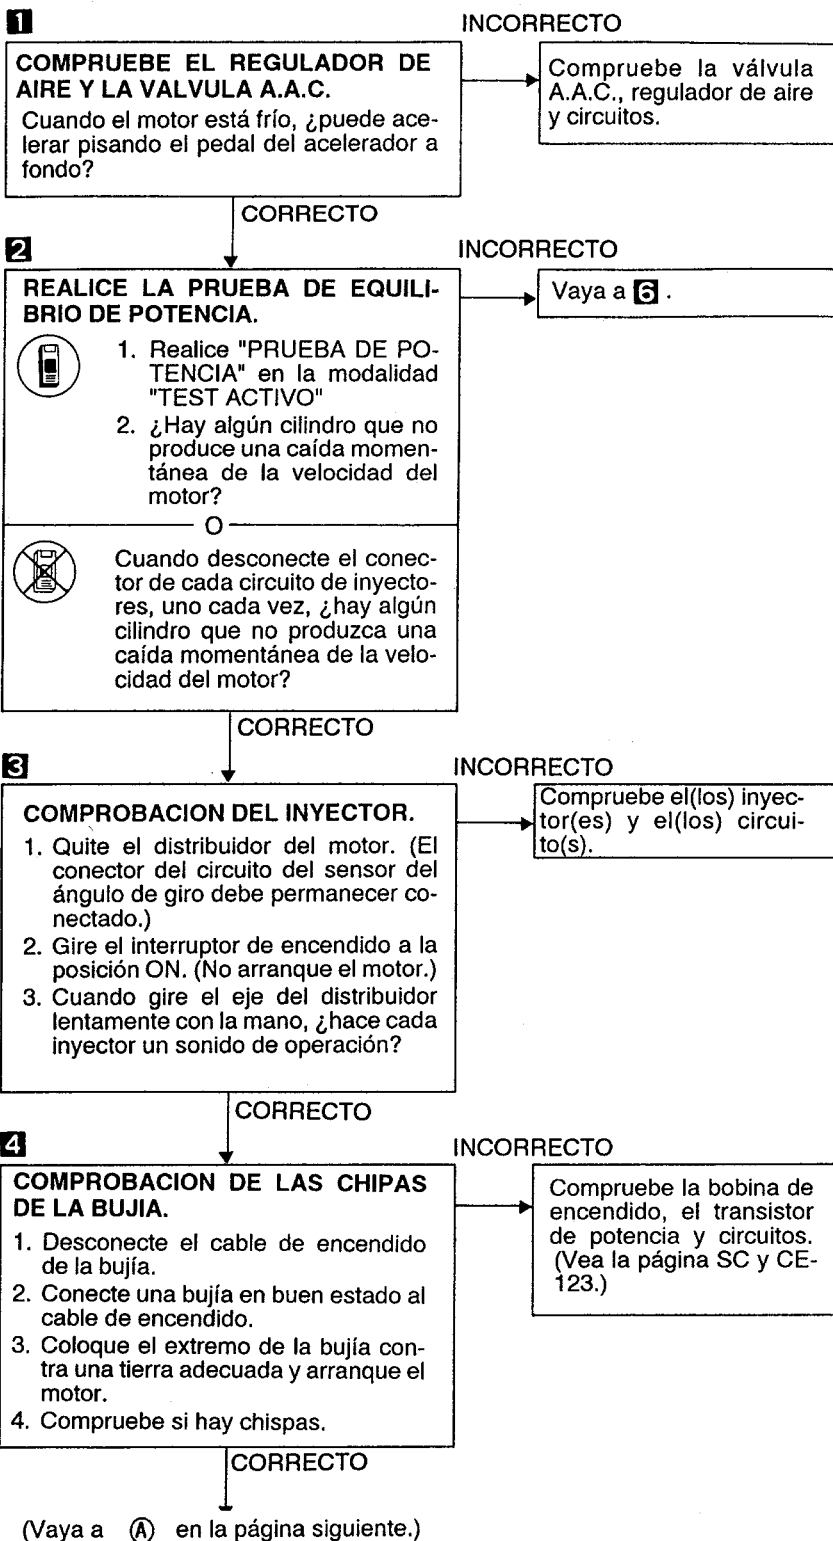 1
INCORRECTO
COMPRUEBE EL REGULADOR DE
AIRE Y LA VALVULA A.A.C.
Cuando el motor está frío, ¿puede ace-
lerar pisando el pedal del acelerador a
fondo?
Compruebe la válvula
A.A.C., regulador de aire
y circuitos.
CORRECTO
2
INCORRECTO
REALICE LA PRUEBA DE EQUILI-
BRIO DE POTENCIA.
1. Realice "PRUEBA DE PO-
TENCIA" en la modalidad
"TEST ACTIVO"
2. ¿Hay algún cilindro que no
produce una caída momen-
tánea de la velocidad del
motor?
O
Cuando desconecte el conec-
tor de cada circuito de inyecto-
res, uno cada vez, ¿hay algún
cilindro que no produzca una
caída momentánea de la velo-
cidad del motor?
Vaya a 6 .
CORRECTO
3
INCORRECTO
COMPROBACION DEL INYECTOR.
1. Quite el distribuidor del motor. (El
conector del circuito del sensor del
ángulo de giro debe permanecer co-
nectado.)
2. Gire el interruptor de encendido a la
posición ON. (No arranque el motor.)
3. Cuando gire el eje del distribuidor
lentamente con la mano, ¿hace cada
inyector un sonido de operación?
Compruebe el(los) inyec-
tor(es) y el(los) circui-
to(s).
CORRECTO
4
INCORRECTO
COMPROBACION DE LAS CHIPAS
DE LA BUJIA.
1. Desconecte el cable de encendido
de la bujía.
2. Conecte una bujía en buen estado al
cable de encendido.
3. Coloque el extremo de la bujía con-
tra una tierra adecuada y arranque el
motor.
4. Compruebe si hay chispas.
Compruebe la bobina de
encendido, el transistor
de potencia y circuitos.
(Vea la página SC y CE-
123.)
CORRECTO
(Vaya a Ⓐ en la página siguiente.)